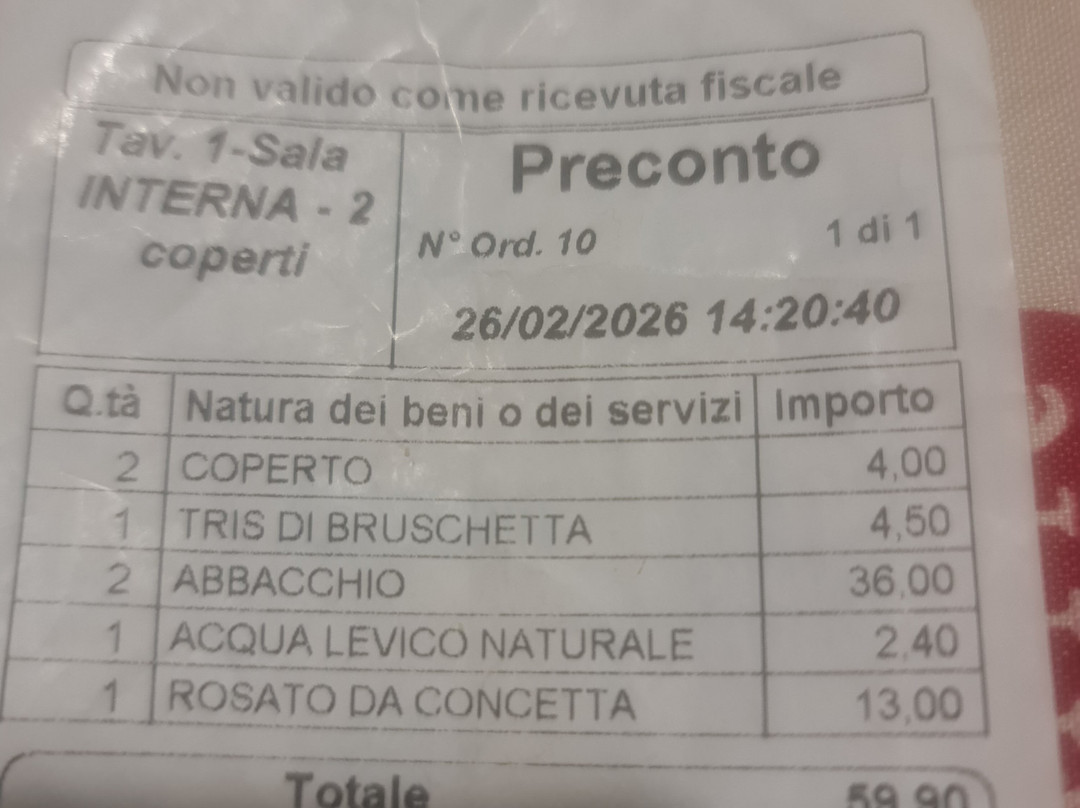 Non valido come ricevuta fiscale
Tav. 1-Sala
INTERNA - 2
coperti
Preconto
N° Ord. 10 1 di 1
26/02/2026 14:20:40
Q.tà Natura dei beni o dei servizi Importo
2 COPERTO 4,00
1 TRIS DI BRUSCHETTA 4,50
2 ABBACCHIO 36,00
1 ACQUA LEVICO NATURALE 2,40
1 ROSATO DA CONCETTA 13,00
Totale 59,90